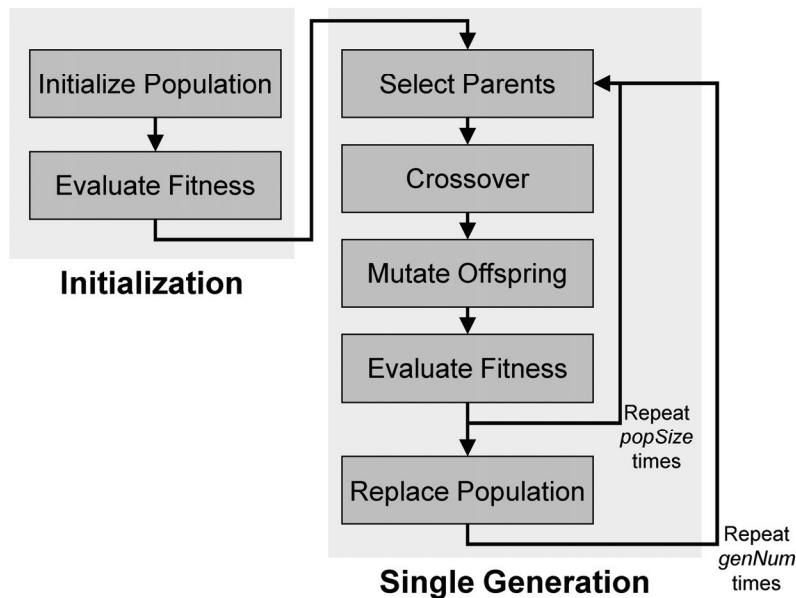 Initialize Population
Evaluate Fitness
Initialization
Select Parents
Crossover
Mutate Offspring
Evaluate Fitness
Repeat
popSize
times
Replace Population
Repeat
genNum
times
Single Generation